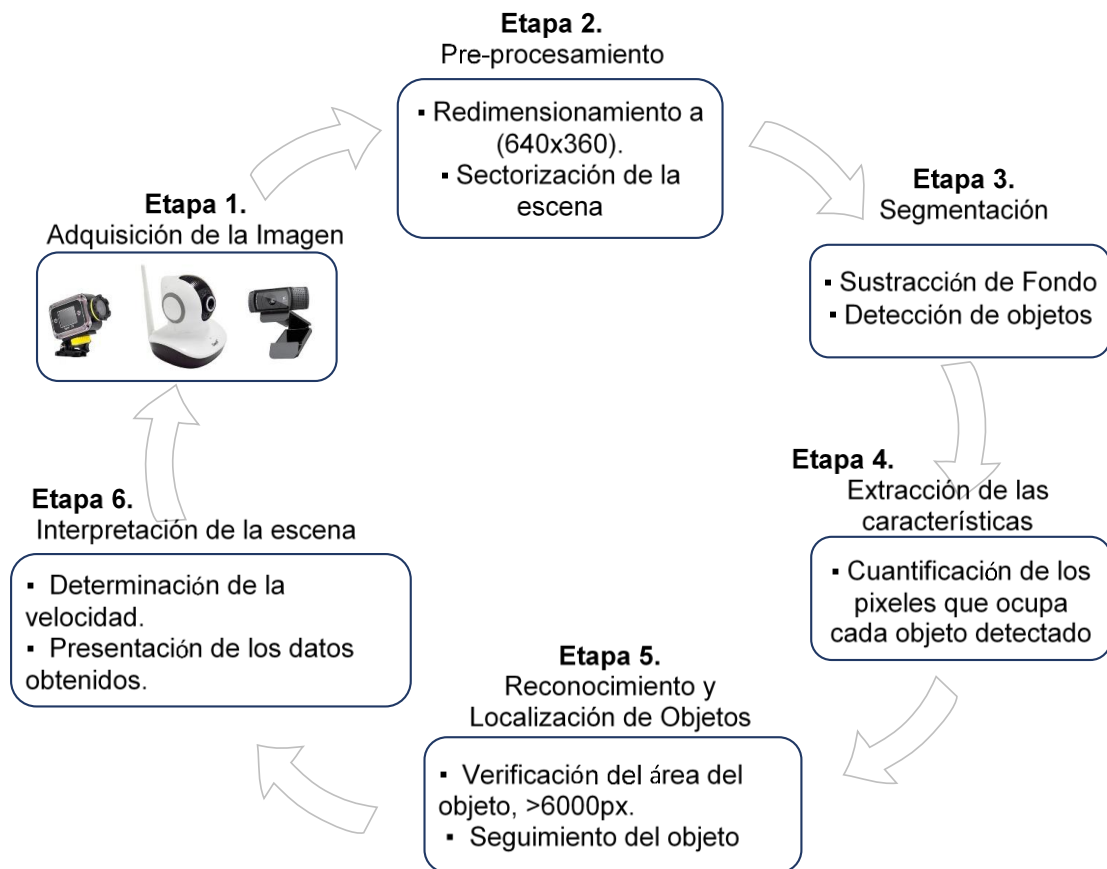 Etapa 1.
Adquisición de la Imagen
Etapa 2.
Pre-procesamiento
▪ Redimensionamiento a
(640x360).
▪ Sectorización de la
escena
Etapa 3.
Segmentación
▪ Sustracción de Fondo
▪ Detección de objetos
Etapa 4.
Extracción de las
características
▪ Cuantificación de los
pixeles que ocupa
cada objeto detectado
Etapa 5.
Reconocimiento y
Localización de Objetos
▪ Verificación del área del
objeto, >6000px.
▪ Seguimiento del objeto
Etapa 6.
Interpretación de la escena
▪ Determinación de la
velocidad.
▪ Presentación de los datos
obtenidos.